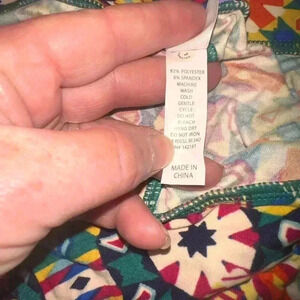 92% POLYESTER
8% SPANDEX
MACHINE
WASH
COLD
GENTLE
CYCLE
DO NOT
BLEACH
HANG DRY
DO NOT IRON
MADE IN
CHINA